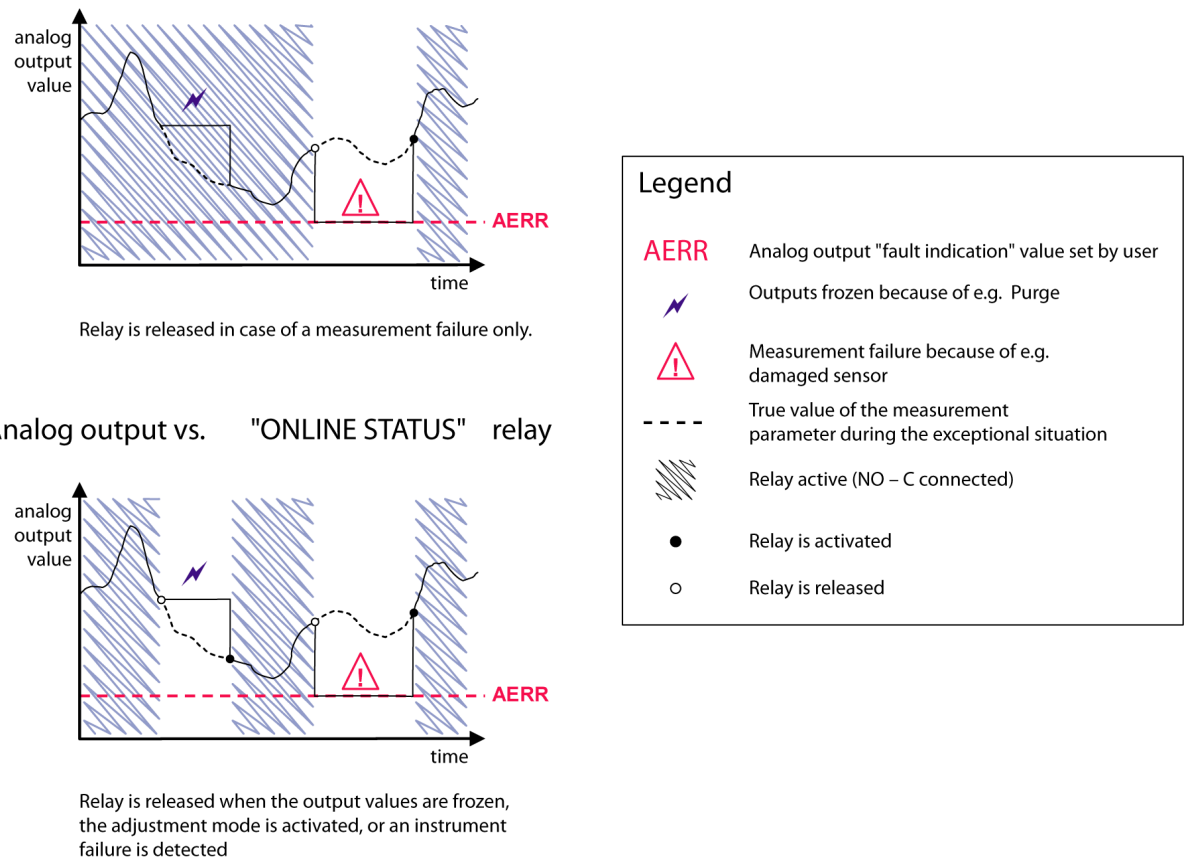 analog
output
value
AERR
time
Relay is released in case of a measurement failure only.
Analog output vs. "ONLINE STATUS" relay
analog
output
value
AERR
time
Relay is released when the output values are frozen,
the adjustment mode is activated, or an instrument
failure is detected
Legend
AERR Analog output "fault indication" value set by user
Outputs frozen because of e.g. Purge
Measurement failure because of e.g.
damaged sensor
True value of the measurement
parameter during the exceptional situation
Relay active (NO – C connected)
Relay is activated
Relay is released